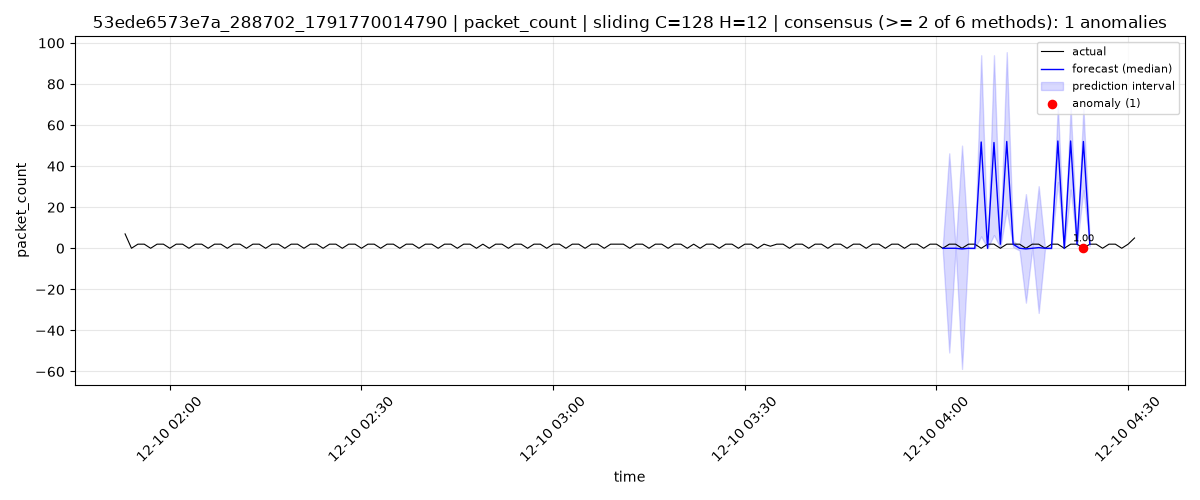 53ede6573e7a_288702_1791770014790 | packet_count | sliding C=128 H=12 | consensus (>= 2 of 6 methods): 1 anomalies
packet_count
100
80
60
40
20
0
−20
−40
−60
actual
forecast (median)
prediction interval
anomaly (1)
1.00
12-10 02:00
12-10 02:30
12-10 03:00
12-10 03:30
12-10 04:00
12-10 04:30
time